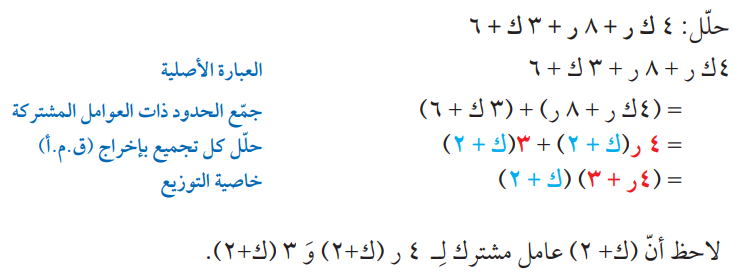 حلّل: ٤ ك ر + ٨ ر + ٣ ك + ٦
٤ك ر + ٨ ر + ٣ ك + ٦ العبارة الأصلية
= (٤ك ر + ٨ ر) + (٣ ك + ٦) جمّع الحدود ذات العوامل المشتركة
= ٤ ر(ك + ٢) + ٣(ك + ٢) حلّل كل تجميع بإخراج (ق.م.أ)
= (٤ر + ٣) (ك + ٢) خاصية التوزيع
لاحظ أنّ (ك+ ٢) عامل مشترك لِـ ٤ ر (ك+٢) وَ ٣ (ك+٢).